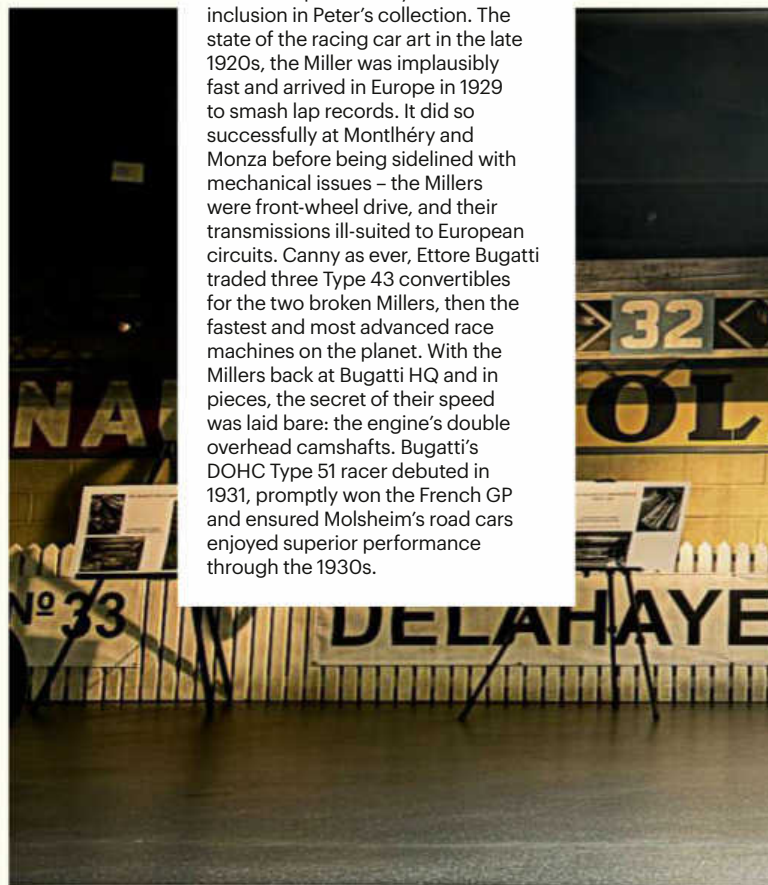 inclusion in Peter’s collection. The
state of the racing car art in the late
1920s, the Miller was implausibly
fast and arrived in Europe in 1929
to smash lap records. It did so
successfully at Montlhéry and
Monza before being sidelined with
mechanical issues – the Millers
were front-wheel drive, and their
transmissions ill-suited to European
circuits. Canny as ever, Ettore Bugatti
traded three Type 43 convertibles
for the two broken Millers, then the
fastest and most advanced race
machines on the planet. With the
Millers back at Bugatti HQ and in
pieces, the secret of their speed
was laid bare: the engine’s double
overhead camshafts. Bugatti’s
DOHC Type 51 racer debuted in
1931, promptly won the French GP
and ensured Molsheim’s road cars
enjoyed superior performance
through the 1930s.
32
NA
OL
Nº 33
DELAHAYE